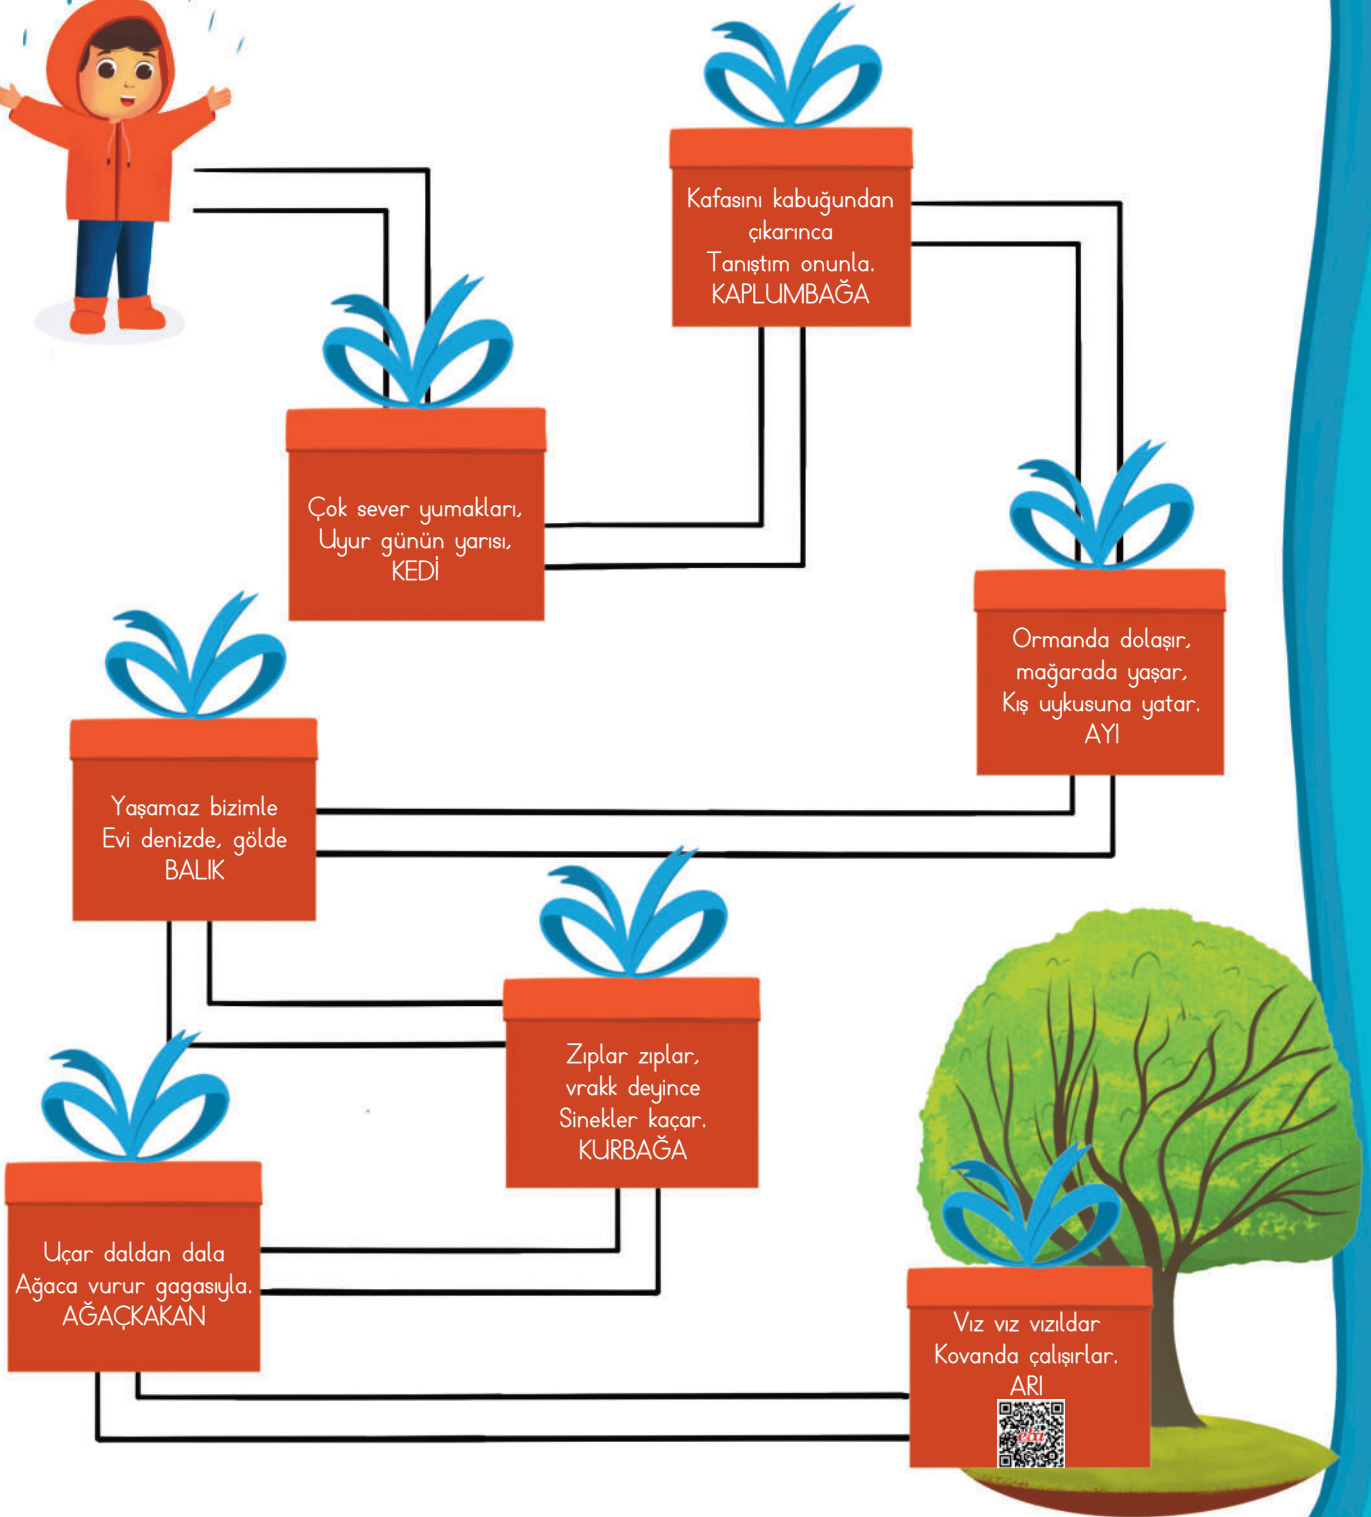 Kafasını kabuğundan
çıkarınca
Tanıştım onunla.
KAPLUMBAĞA
Çok sever yumakları,
Uyur günün yarısı,
KEDİ
Ormanda dolaşır,
mağarada yaşar,
Kış uykusuna yatar.
AYI
Yaşamaz bizimle
Evi denizde, gölde
BALIK
Zıplar zıplar,
vrakk deyince
Sinekler kaçar.
KURBAĞA
Uçar daldan dala
Ağaca vurur gagasıyla.
AĞAÇKAKAN
Vız vız vızıldar
Kovanda çalışırlar.
ARI
eba